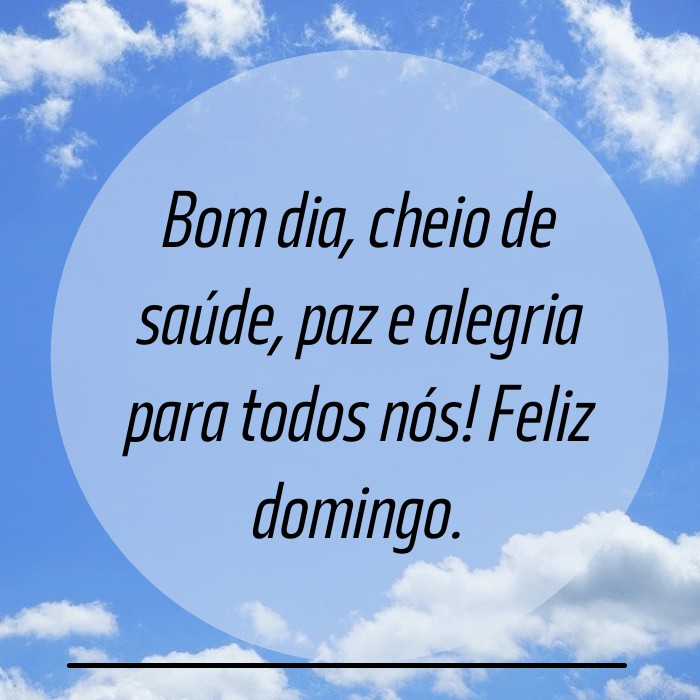 Bom dia, cheio de
saúde, paz e alegria
para todos nós! Feliz
domingo.